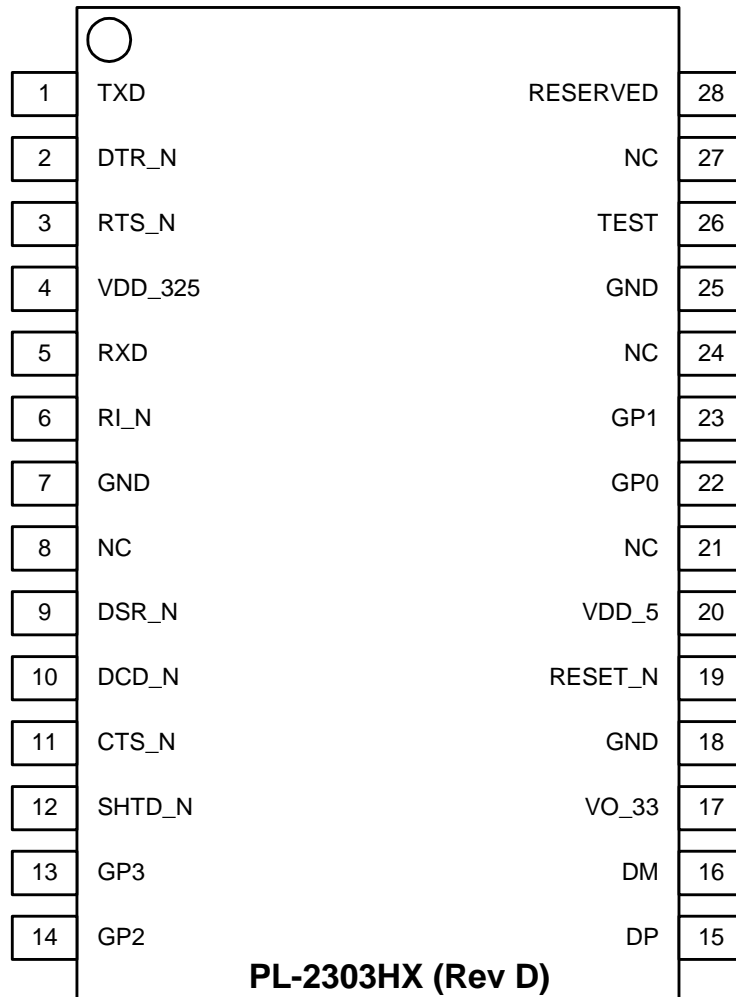 1 TXD RESERVED 28
2 DTR_N NC 27
3 RTS_N TEST 26
4 VDD_325 GND 25
5 RXD NC 24
6 RI_N GP1 23
7 GND GP0 22
8 NC NC 21
9 DSR_N VDD_5 20
10 DCD_N RESET_N 19
11 CTS_N GND 18
12 SHTD_N VO_33 17
13 GP3 DM 16
14 GP2 DP 15
PL-2303HX (Rev D)